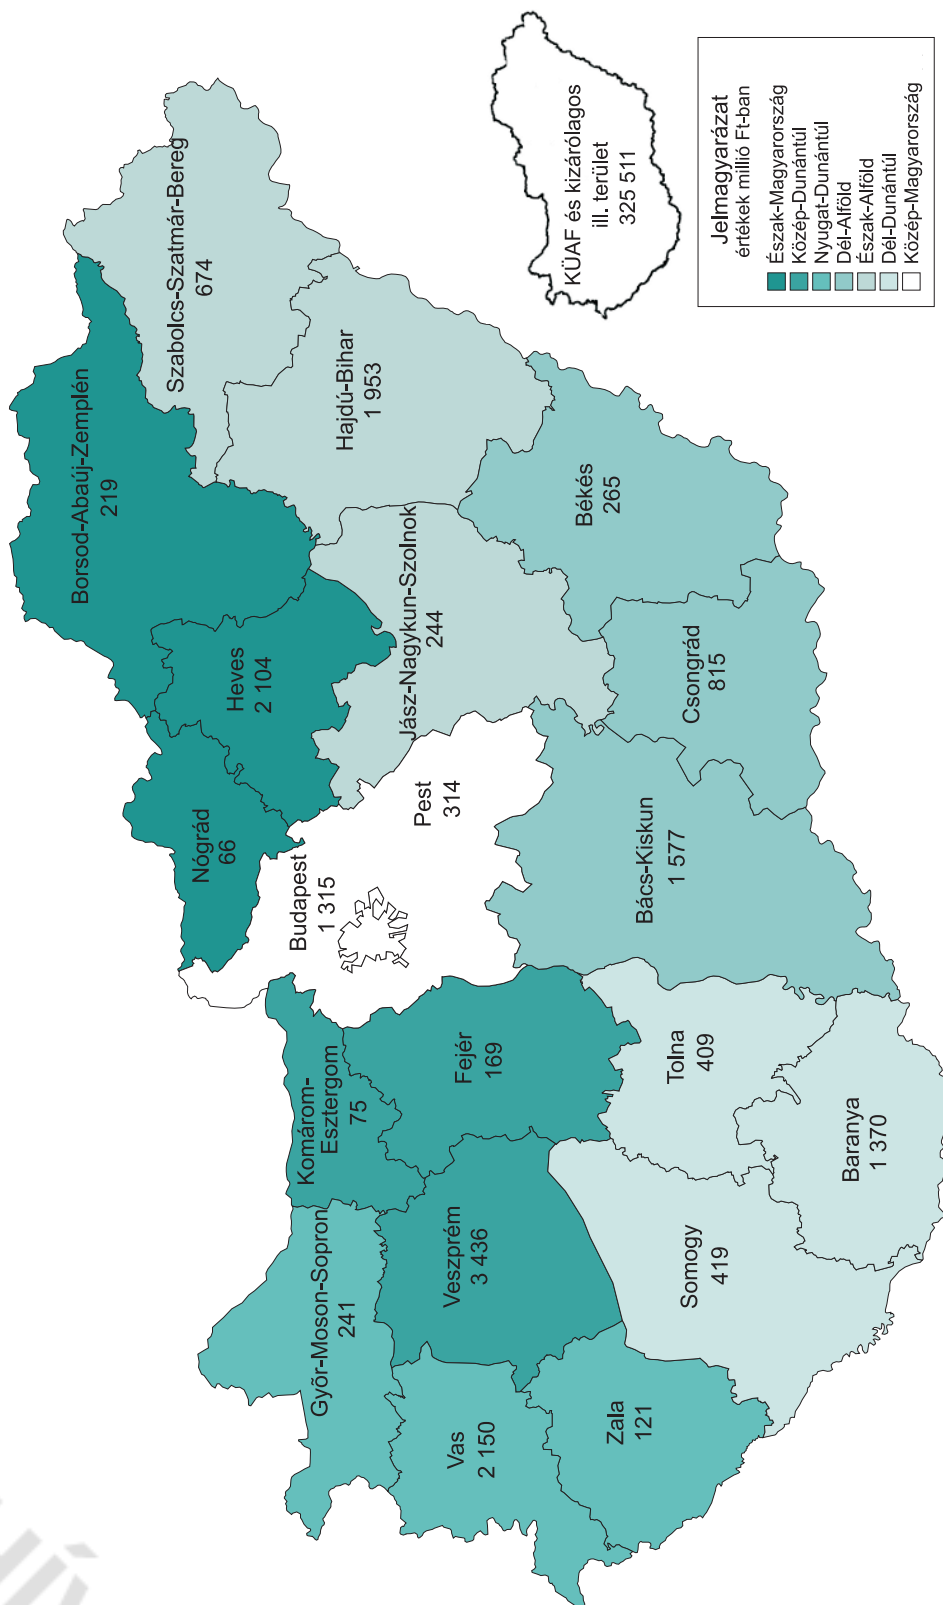 Borsod-Abaúj-Zemplén
219
Szabolcs-Szatmár-Bereg
674
Nógrád
66
Heves
2 104
Hajdú-Bihar
1 953
Jász-Nagykun-Szolnok
244
Budapest
1 315
Pest
314
Győr-Moson-Sopron
241
Komárom-
Esztergom
75
Fejér
169
Veszprém
3 436
Vas
2 150
Zala
121
Somogy
419
Tolna
409
Baranya
1 370
Bács-Kiskun
1 577
Csongrád
815
Békés
265
KÜAF és kizárólagos
ill. terület
325 511
Jelmagyarázat
értékek millió Ft-ban
Észak-Magyarország
Közép-Dunántúl
Nyugat-Dunántúl
Dél-Alföld
Észak-Alföld
Dél-Dunántúl
Közép-Magyarország